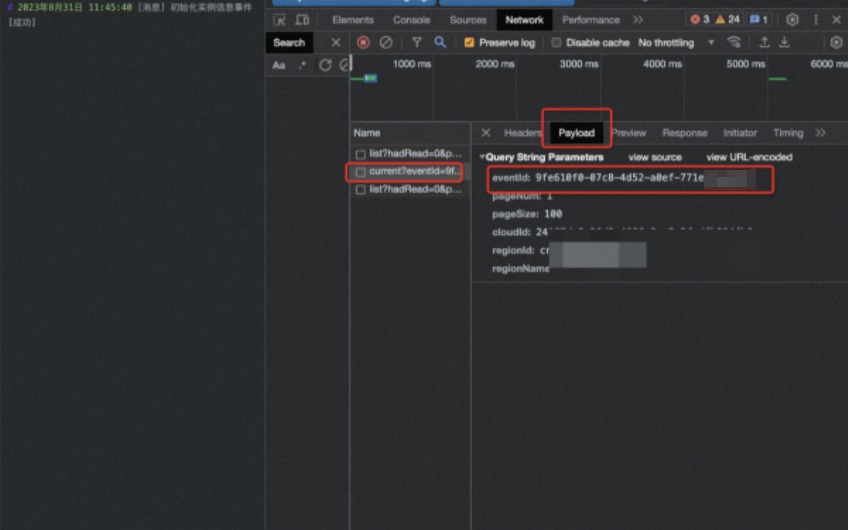 # 2023年8月31日 11:45:40 [消息] 初始化实例信息事件
[成功]
Elements Console Sources Network Performance 3 24 1
Search
Preserve log Disable cache No throttling
Aa .*
1000 ms 2000 ms 3000 ms 4000 ms 5000 ms 6000 ms
Name
Headers Payload Preview Response Initiator Timing
list?hadRead=0&p...
current?eventId=9f...
list?hadRead=0&p...
Query String Parameters view source view URL-encoded
eventId: 9fe610f0-07c8-4d52-a0ef-771e
pageNum: 1
pageSize: 100
cloudId: 24
regionId: cn
regionName